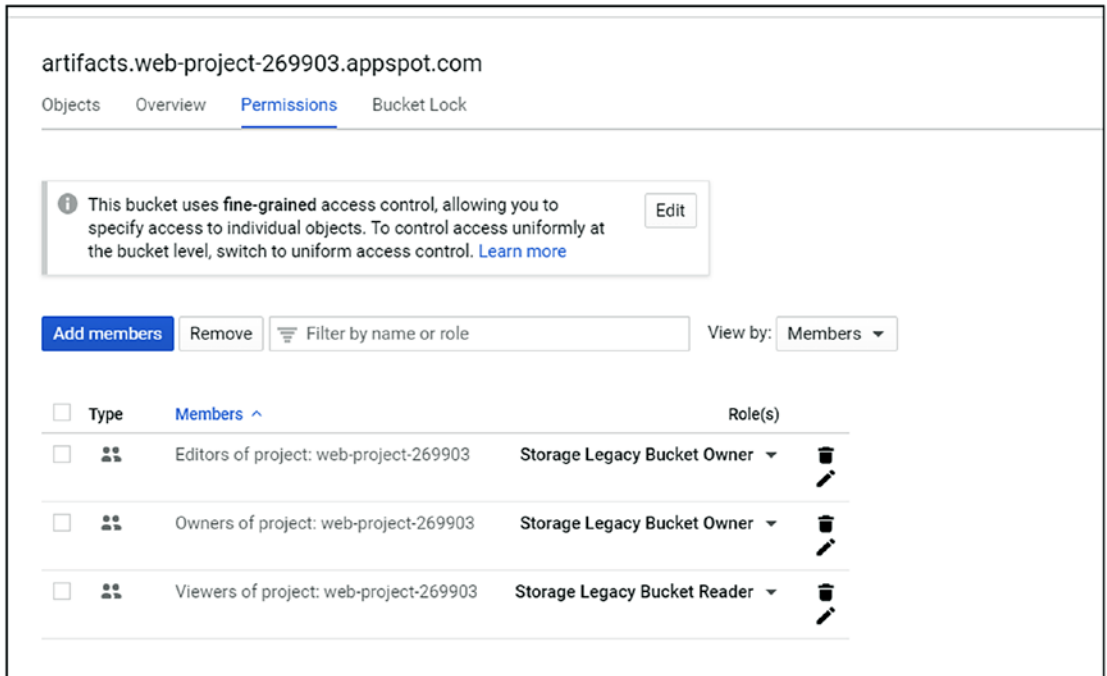 artifacts.web-project-269903.appspot.com
Objects Overview Permissions Bucket Lock
This bucket uses fine-grained access control, allowing you to
specify access to individual objects. To control access uniformly at
the bucket level, switch to uniform access control. Learn more
Edit
Add members Remove Filter by name or role View by: Members
Type Members Role(s)
Editors of project: web-project-269903 Storage Legacy Bucket Owner
Owners of project: web-project-269903 Storage Legacy Bucket Owner
Viewers of project: web-project-269903 Storage Legacy Bucket Reader